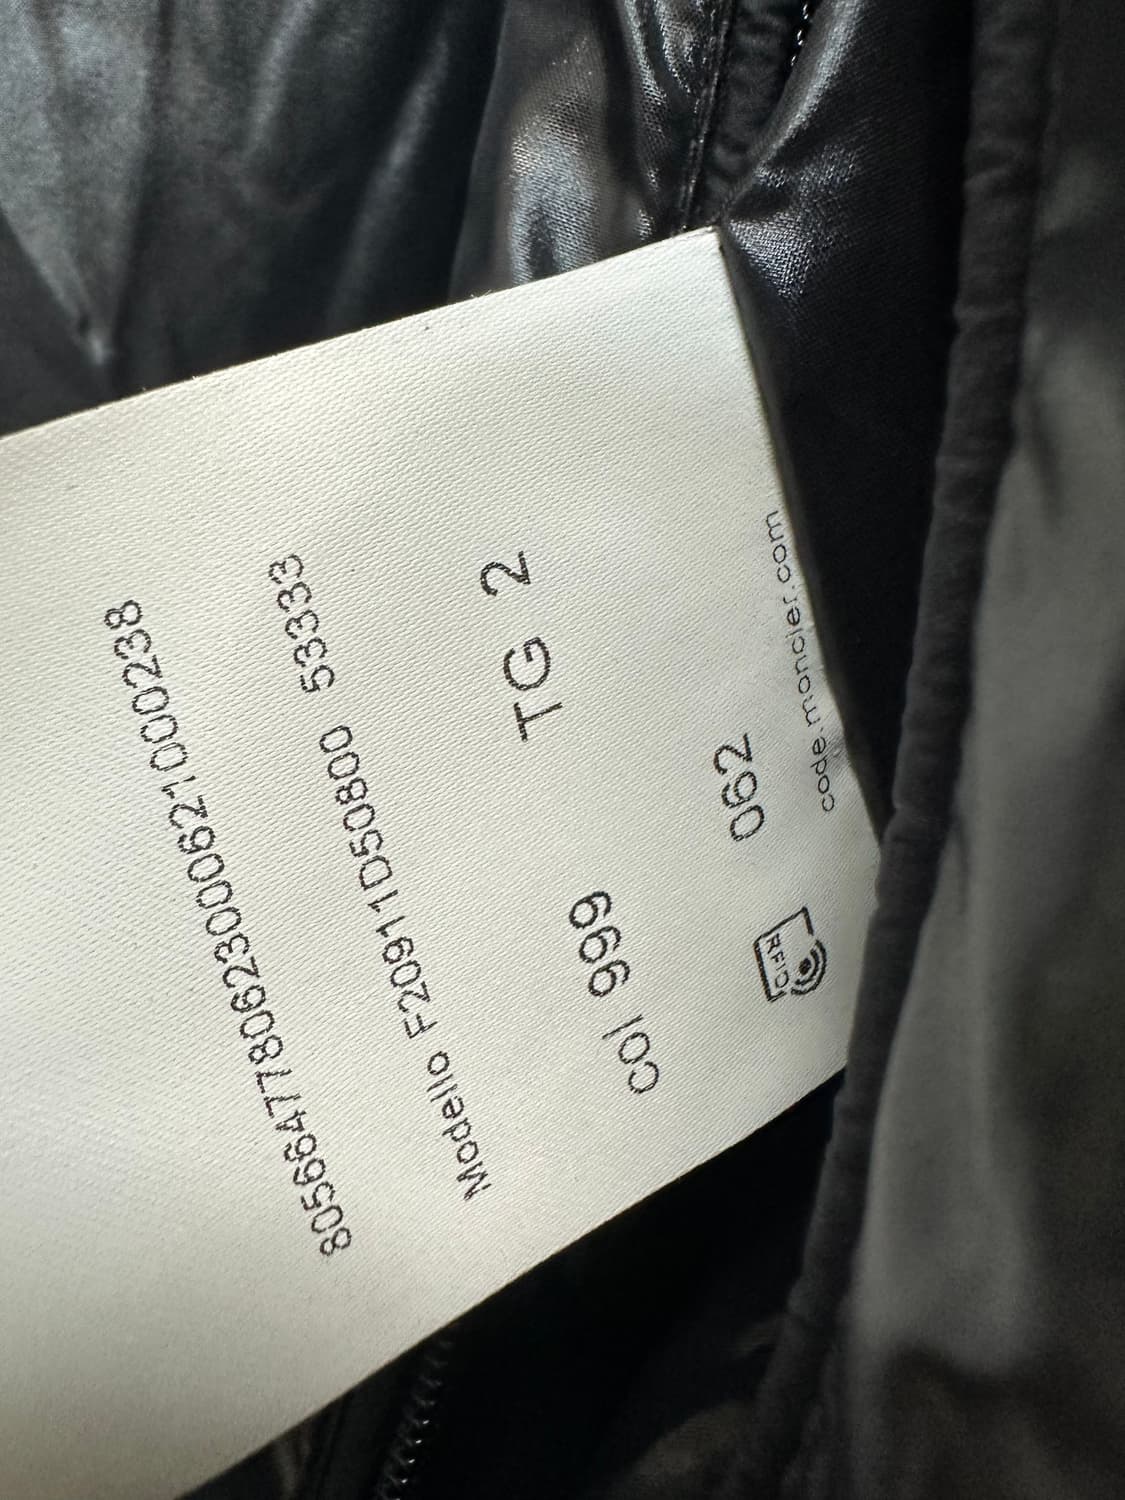 8056647780623000621000238
Modello F20911D50800 53333
Col 999 TG 2
RFID 062
code.moncler.com